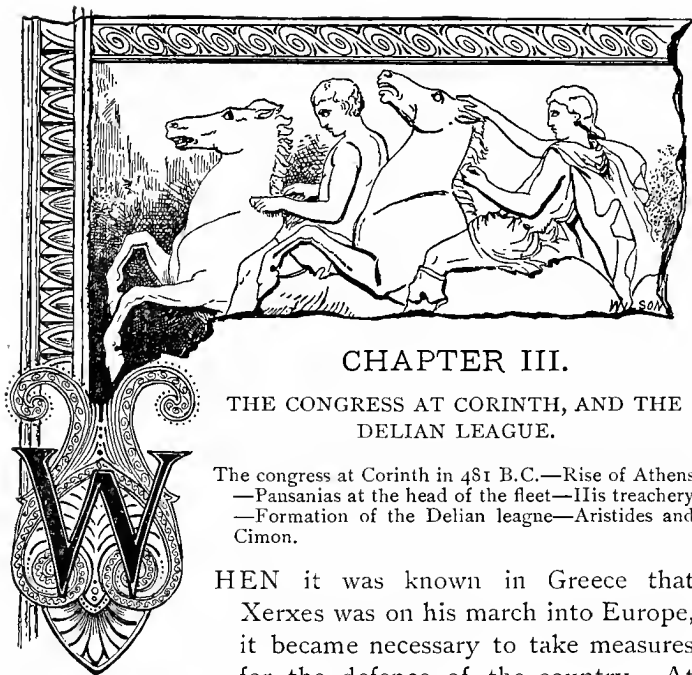 WILSON
CHAPTER III.
THE CONGRESS AT CORINTH, AND THE
DELIAN LEAGUE.
The congress at Corinth in 481 B.C.—Rise of Athens
—Pausanias at the head of the fleet—His treachery
—Formation of the Delian league—Aristides and
Cimon.
WHEN it was known in Greece that
Xerxes was on his march into Europe,
it became necessary to take measures
for the defence of the country. At